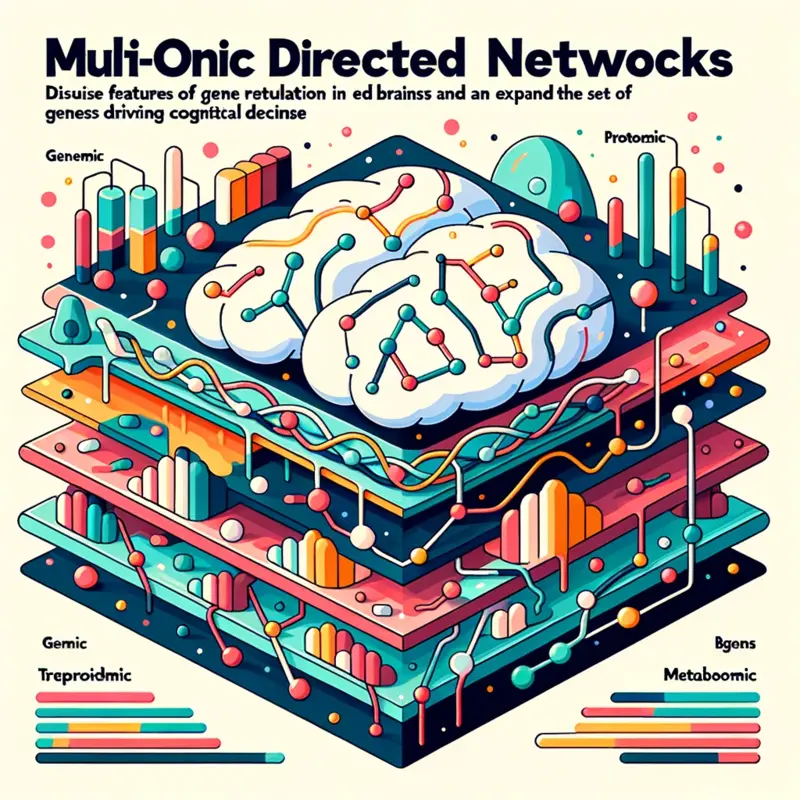 Muli-Onic Directed Netwocks
Disuise features of gene retulation in ed brainss and an expand the set of
geness driving cognitical decinse
Genemic
Protomic
Gemic
Bgens
Treproidmic
Metaboomic